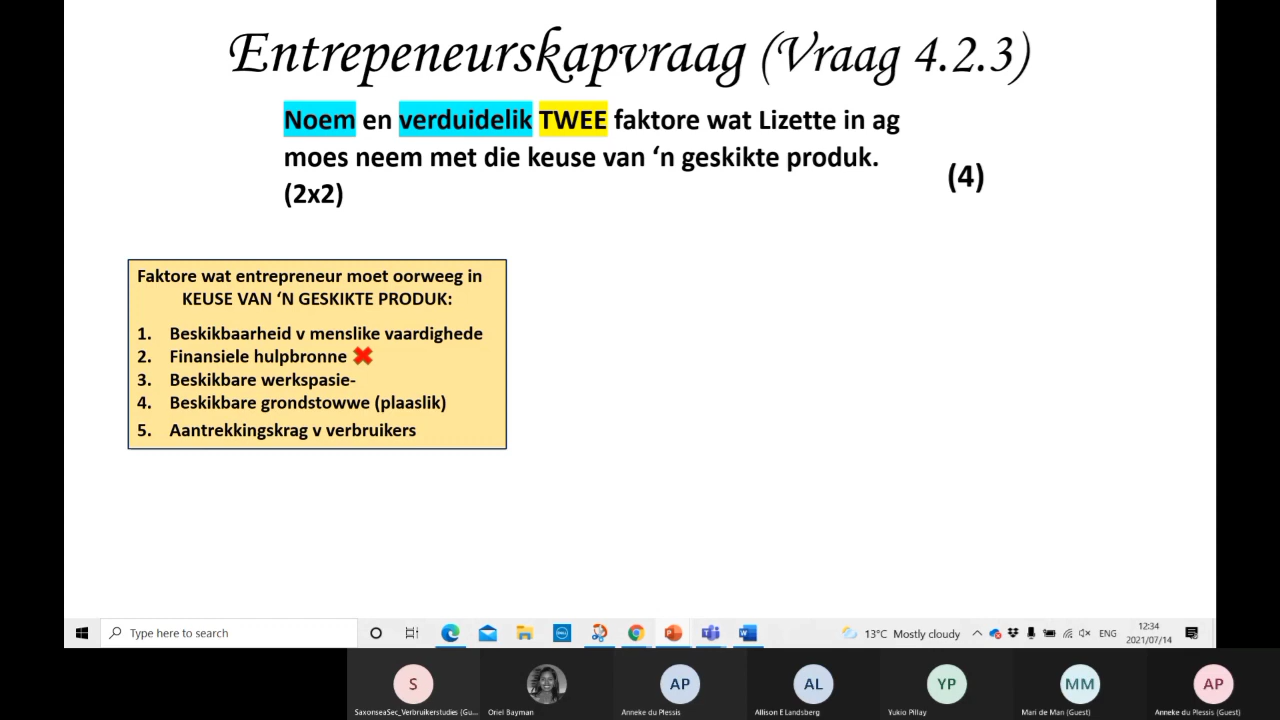 Entrepeneurskapvraag (Vraag 4.2.3)
Noem en verduidelik TWEE faktore wat Lizette in ag
moes neem met die keuse van ‘n geskikte produk.
(2x2)
(4)
Faktore wat entrepreneur moet oorweeg in
KEUSE VAN ‘N GESKIKTE PRODUK:
1. Beskikbaarheid v menslike vaardighede
2. Finansiele hulpbronne
3. Beskikbare werkspasie-
4. Beskikbare grondstowwe (plaaslik)
5. Aantrekkingskrag v verbruikers
Type here to search
13°C Mostly cloudy
ENG
12:34
2021/07/14
S
AP
AL
YP
MM
AP
SaxonseaSec_Verbruikerstudies (Gu...
Oriel Bayman
Anneke du Plessis
Allison E Landsberg
Yukio Pillay
Mari de Man (Guest)
Anneke du Plessis (Guest)